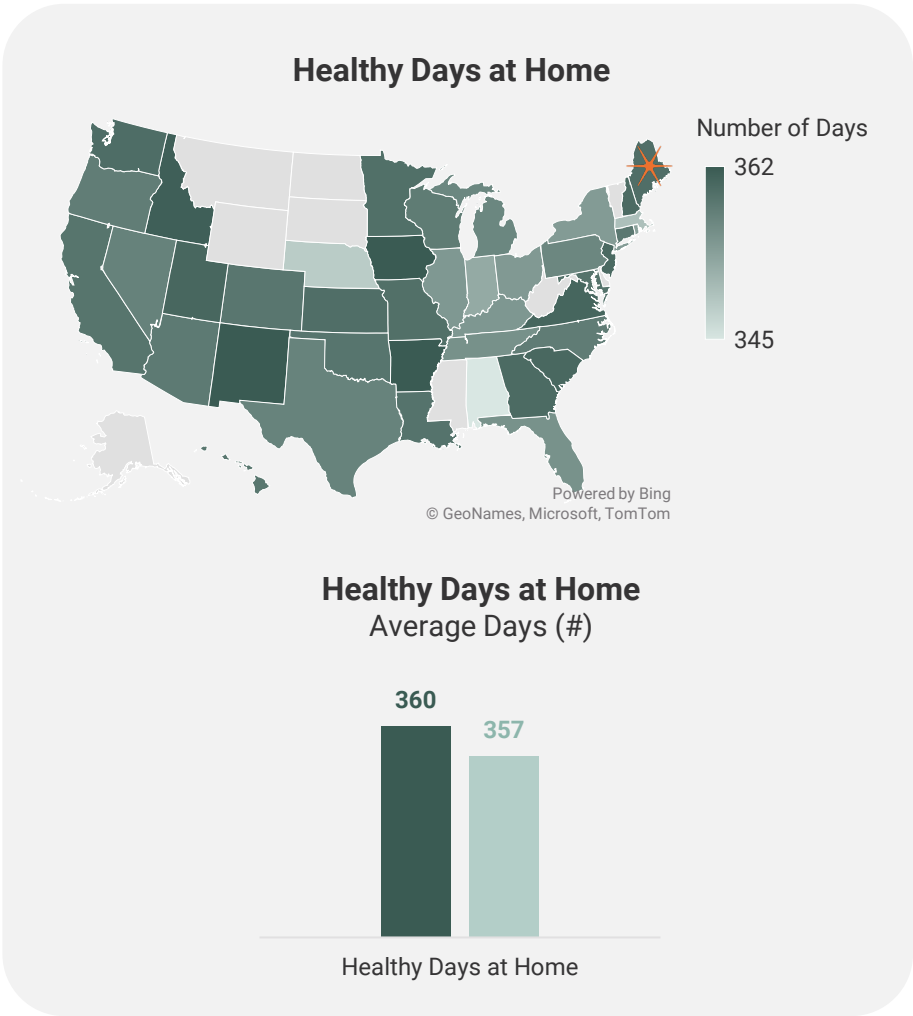 Healthy Days at Home
Number of Days
362
345
Powered by Bing
© GeoNames, Microsoft, TomTom
Healthy Days at Home
Average Days (#)
360
357
Healthy Days at Home